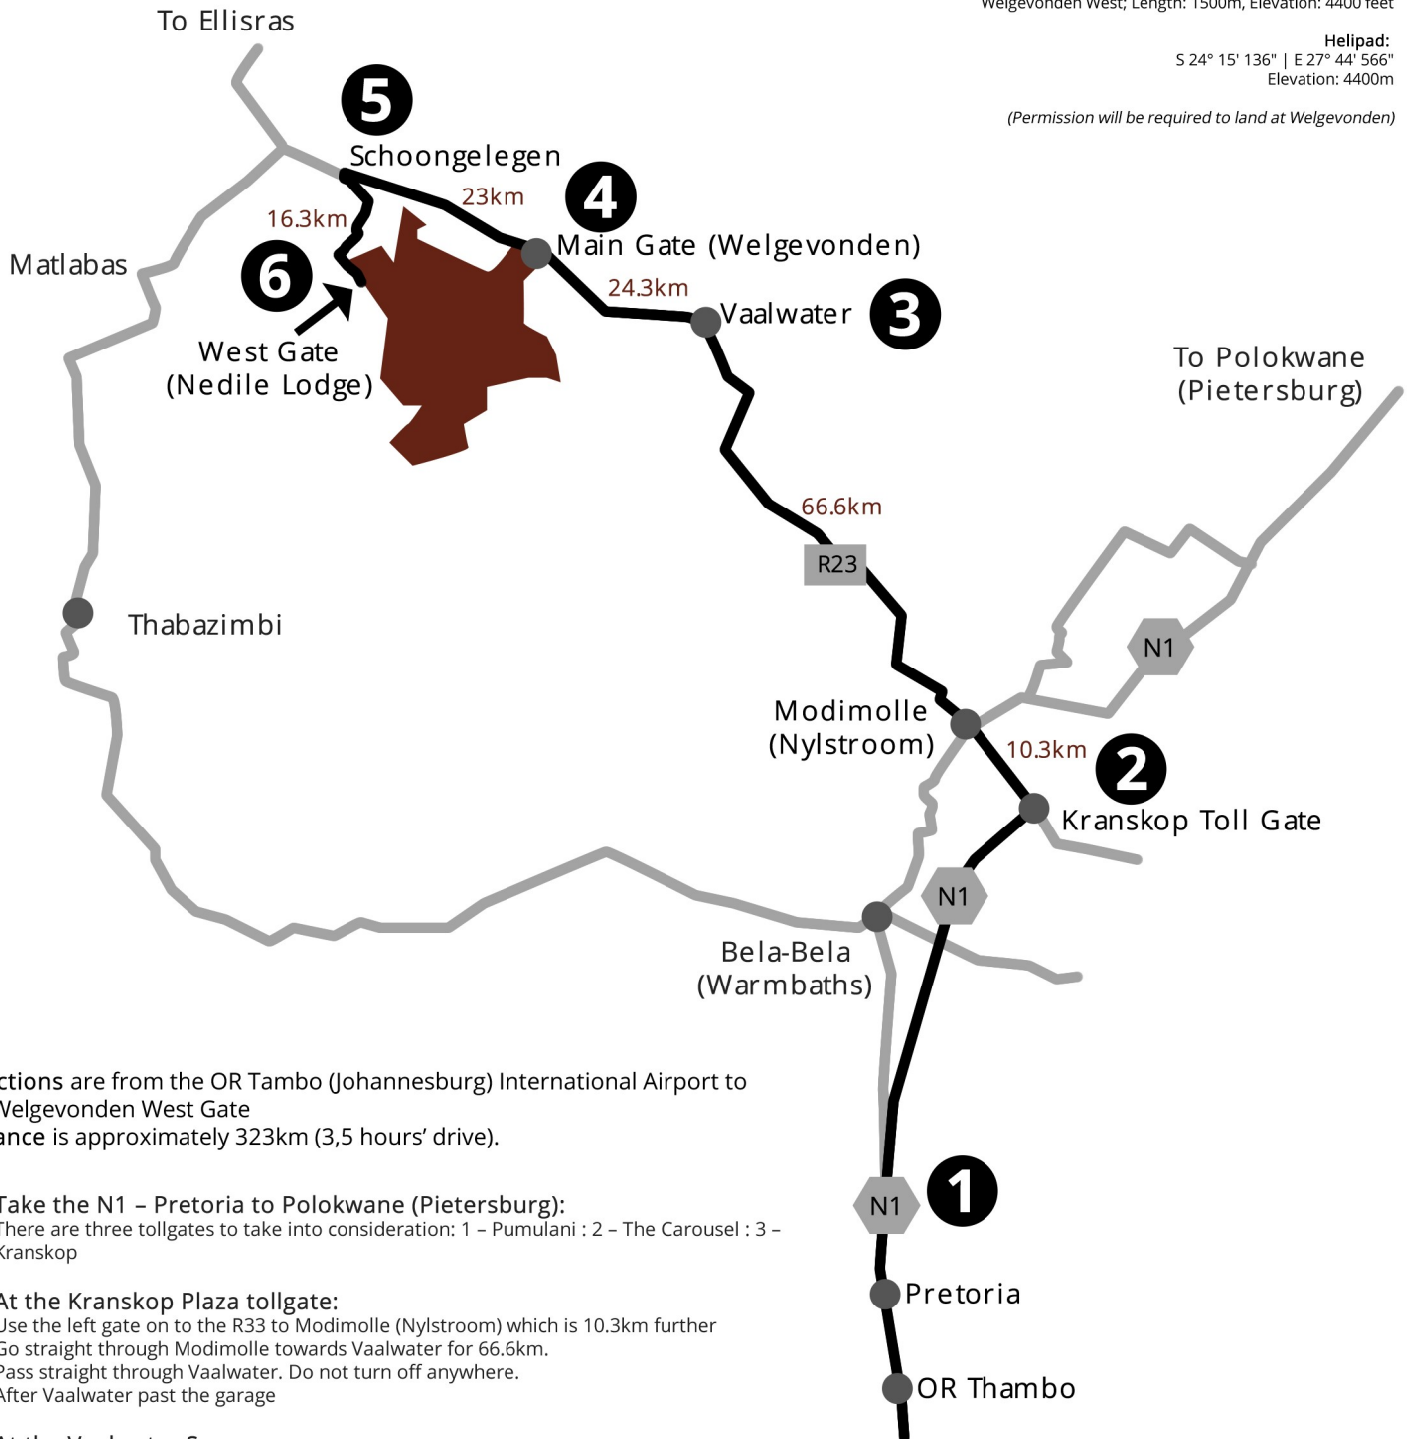 Welgevonden West; Length: 1500m, Elevation: 4400 feet
Helipad:
S 24° 15' 136" | E 27° 44' 566"
Elevation: 4400m
(Permission will be required to land at Welgevonden)
To Ellisras
5
Schoongelegen
23km
4
16.3km
Main Gate (Welgevonden)
Matlabas
6
24.3km
Vaalwater
3
West Gate
(Nedile Lodge)
To Polokwane
(Pietersburg)
66.6km
R23
Thabazimbi
N1
Modimolle
(Nylstroom)
10.3km
2
Kranskop Toll Gate
N1
Bela-Bela
(Warmbaths)
ctions are from the OR Tambo (Johannesburg) International Airport to
Welgevonden West Gate
ance is approximately 323km (3,5 hours’ drive).
Take the N1 – Pretoria to Polokwane (Pietersburg):
There are three tollgates to take into consideration: 1 – Pumulani : 2 – The Carousel : 3 –
Kranskop
N1
1
At the Kranskop Plaza tollgate:
Use the left gate on to the R33 to Modimolle (Nylstroom) which is 10.3km further
Go straight through Modimolle towards Vaalwater for 66.6km.
Pass straight through Vaalwater. Do not turn off anywhere.
After Vaalwater past the garage
Pretoria
OR Thambo